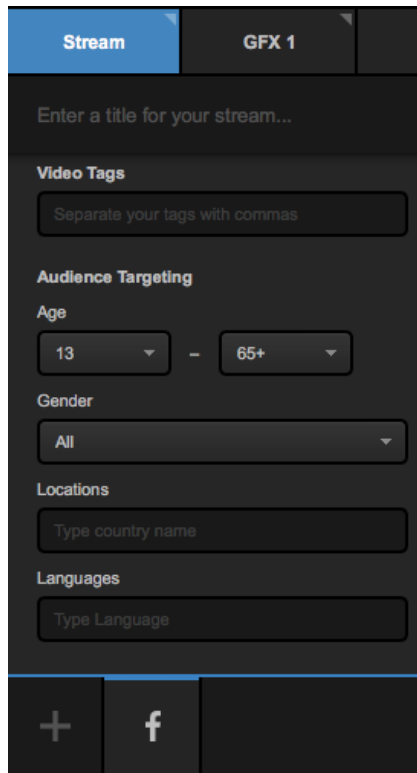 Stream
GFX 1
Enter a title for your stream...
Video Tags
Separate your tags with commas
Audience Targeting
Age
13 – 65+
Gender
All
Locations
Type country name
Languages
Type Language